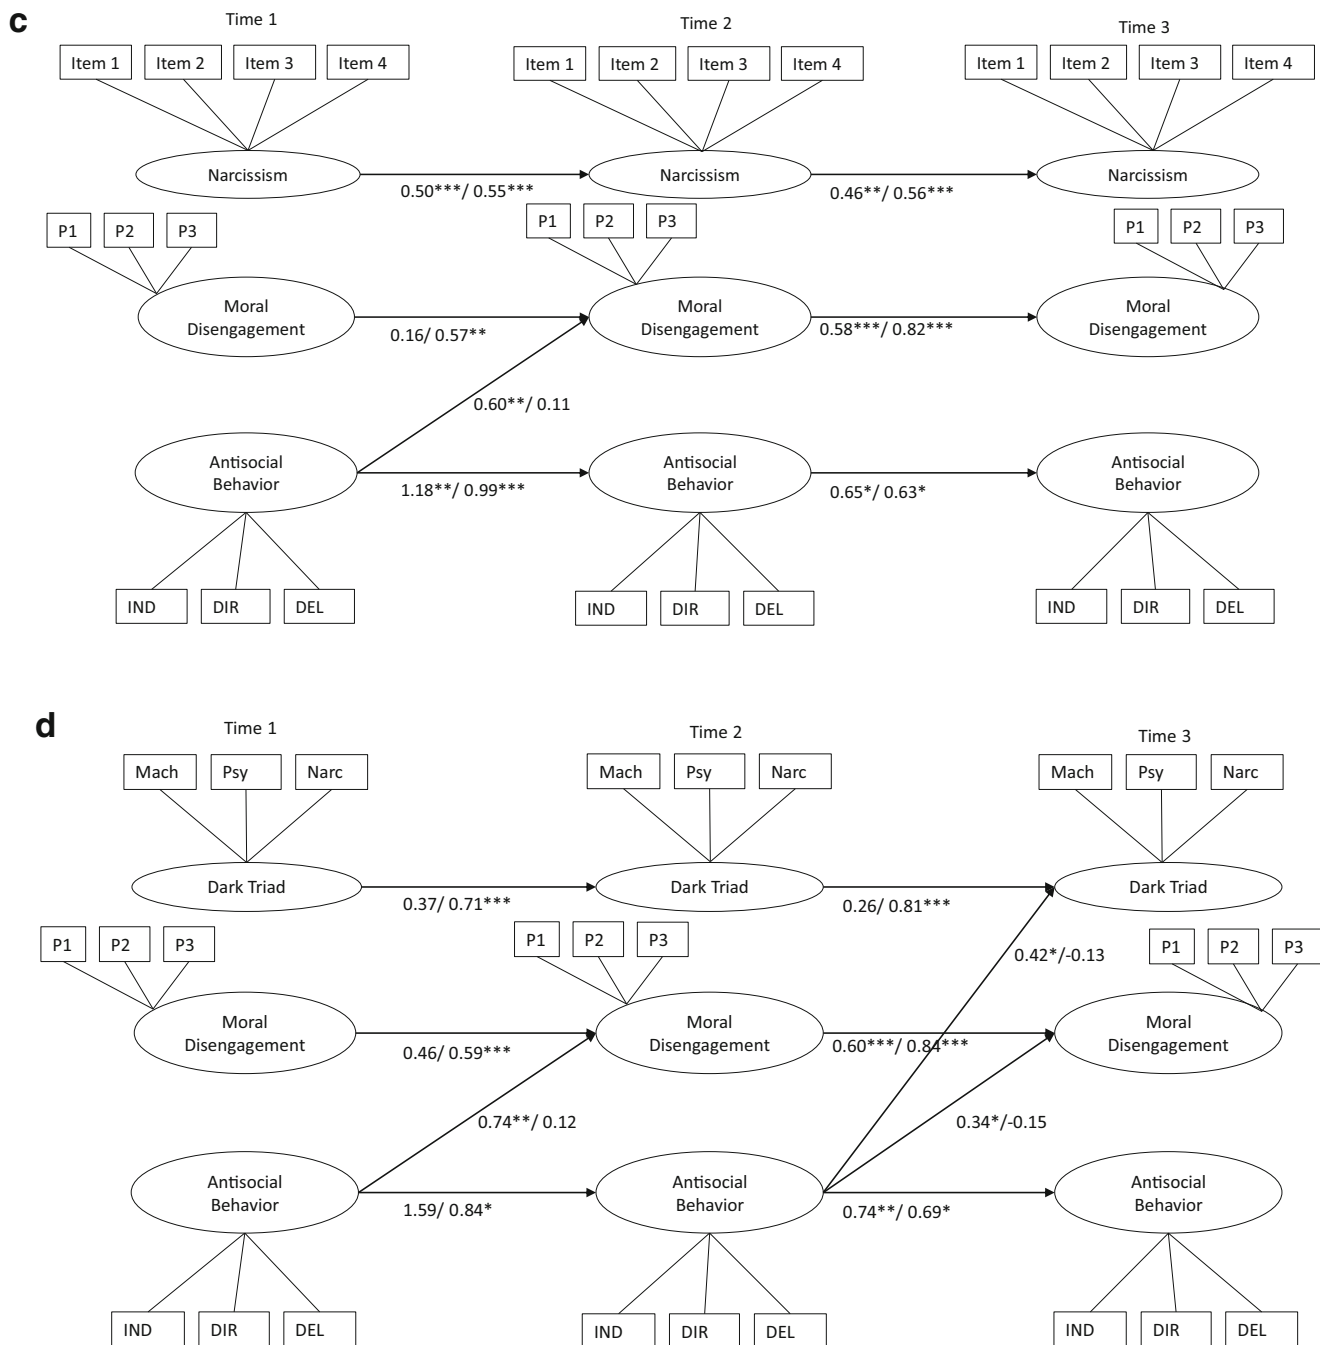 c
Time 1
Time 2
Time 3
Item 1 Item 2 Item 3 Item 4
Item 1 Item 2 Item 3 Item 4
Item 1 Item 2 Item 3 Item 4
Narcissism
0.50***/ 0.55***
Narcissism
0.46**/ 0.56***
Narcissism
P1 P2 P3
P1 P2 P3
P1 P2 P3
Moral
Disengagement
0.16/ 0.57**
Moral
Disengagement
0.58***/ 0.82***
Moral
Disengagement
0.60**/ 0.11
Antisocial
Behavior
1.18**/ 0.99***
Antisocial
Behavior
0.65*/ 0.63*
Antisocial
Behavior
IND DIR DEL
IND DIR DEL
IND DIR DEL
d
Time 1
Time 2
Time 3
Mach Psy Narc
Mach Psy Narc
Mach Psy Narc
Dark Triad
0.37/ 0.71***
Dark Triad
0.26/ 0.81***
Dark Triad
0.42*/-0.13
P1 P2 P3
P1 P2 P3
P1 P2 P3
Moral
Disengagement
0.46/ 0.59***
Moral
Disengagement
0.60***/ 0.84***
Moral
Disengagement
0.74**/ 0.12
0.34*/-0.15
Antisocial
Behavior
1.59/ 0.84*
Antisocial
Behavior
0.74**/ 0.69*
Antisocial
Behavior
IND DIR DEL
IND DIR DEL
IND DIR DEL